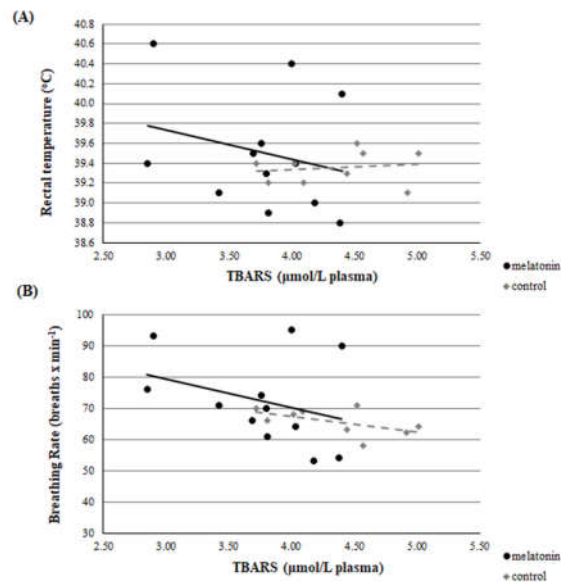 (A)
Rectal temperature (°C)
40.8
40.6
40.4
40.2
40.0
39.8
39.6
39.4
39.2
39.0
38.8
38.6
2.50 3.00 3.50 4.00 4.50 5.00 5.50
TBARS (μmol/L plasma)
melatonin
control
(B)
Breathing Rate (breaths x min⁻¹)
100
90
80
70
60
50
40
30
2.50 3.00 3.50 4.00 4.50 5.00 5.50
TBARS (μmol/L plasma)
melatonin
control